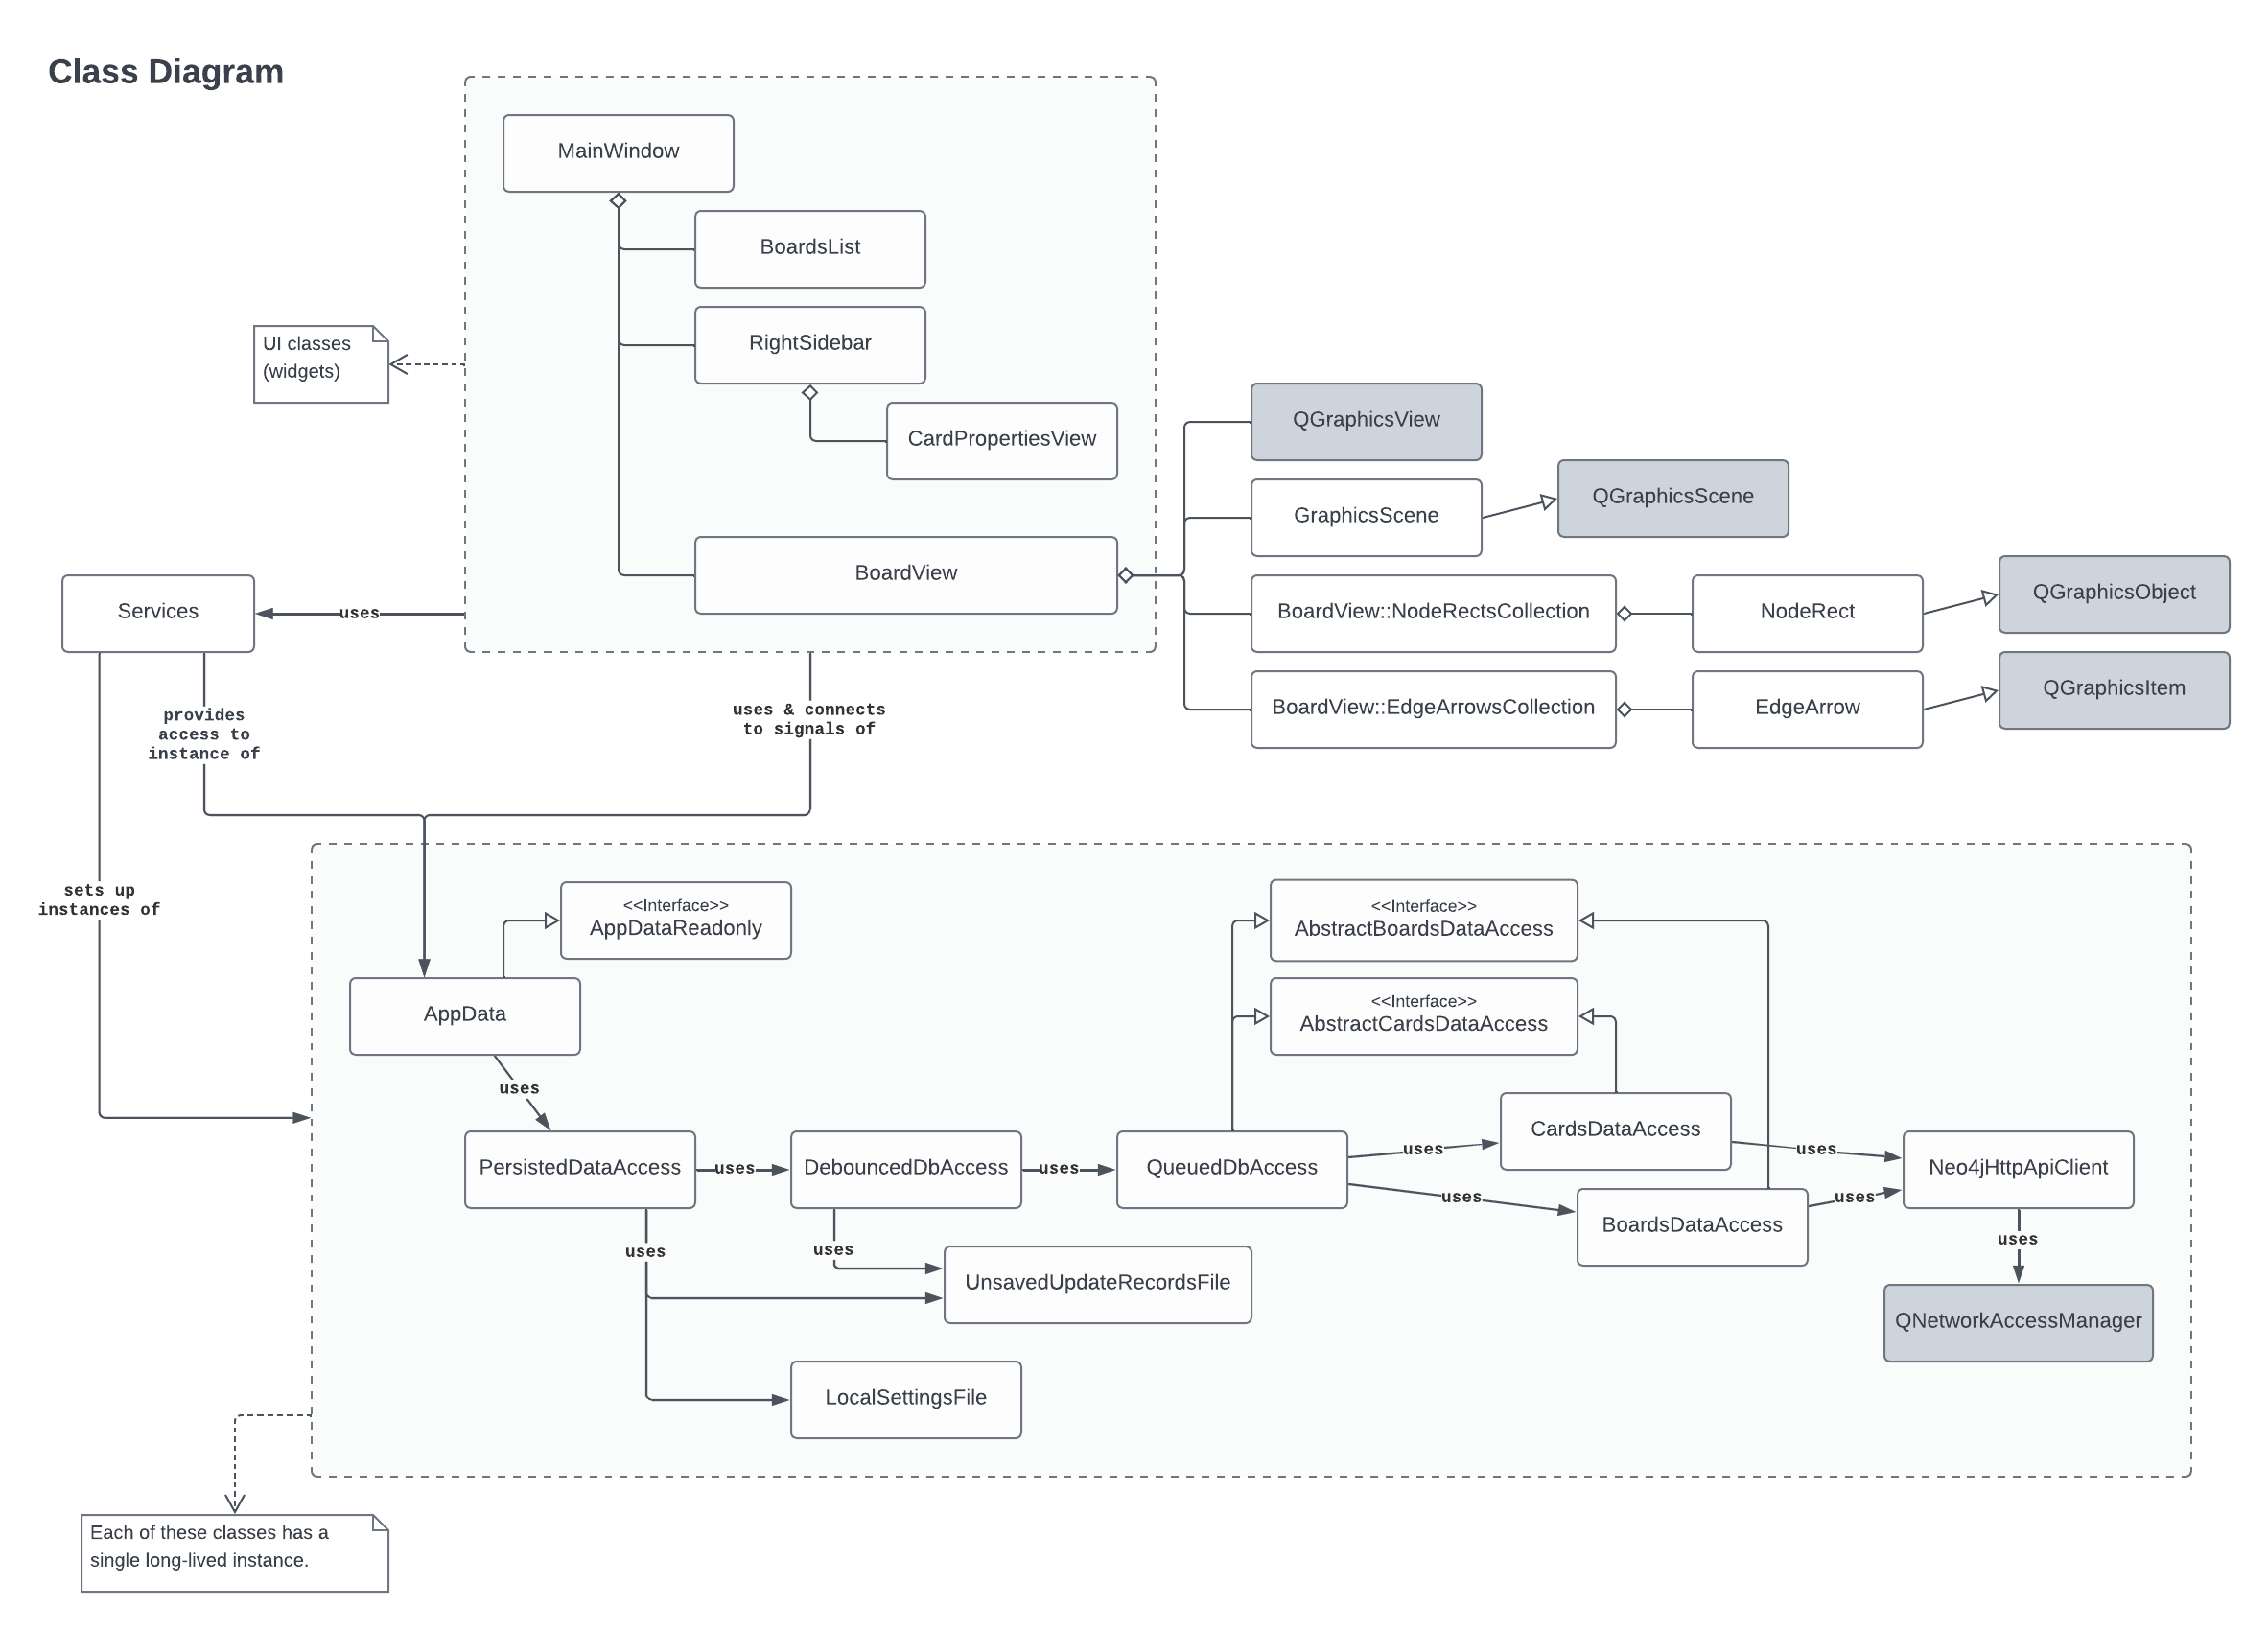 Class Diagram
MainWindow
BoardsList
RightSidebar
UI classes
(widgets)
CardPropertiesView
QGraphicsView
QGraphicsScene
GraphicsScene
BoardView
Services
uses
BoardView::NodeRectsCollection
NodeRect
QGraphicsObject
BoardView::EdgeArrowsCollection
EdgeArrow
QGraphicsItem
provides
access to
instance of
uses & connects
to signals of
sets up
instances of
<<Interface>>
AppDataReadonly
<<Interface>>
AbstractBoardsDataAccess
AppData
<<Interface>>
AbstractCardsDataAccess
uses
PersistedDataAccess
uses
DebouncedDbAccess
uses
QueuedDbAccess
uses
CardsDataAccess
uses
Neo4jHttpApiClient
uses
BoardsDataAccess
uses
uses
uses
UnsavedUpdateRecordsFile
uses
QNetworkAccessManager
LocalSettingsFile
Each of these classes has a
single long-lived instance.